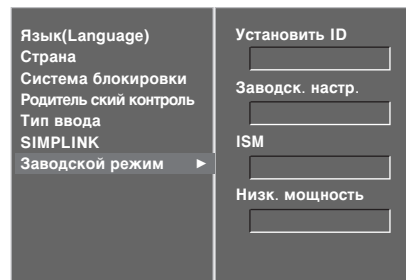 Язык(Language)
Страна
Система блокировки
Родитель ский контроль
Тип ввода
SIMPLINK
Заводской режим ►
Установить ID
Заводск. настр.
ISM
Низк. мощность